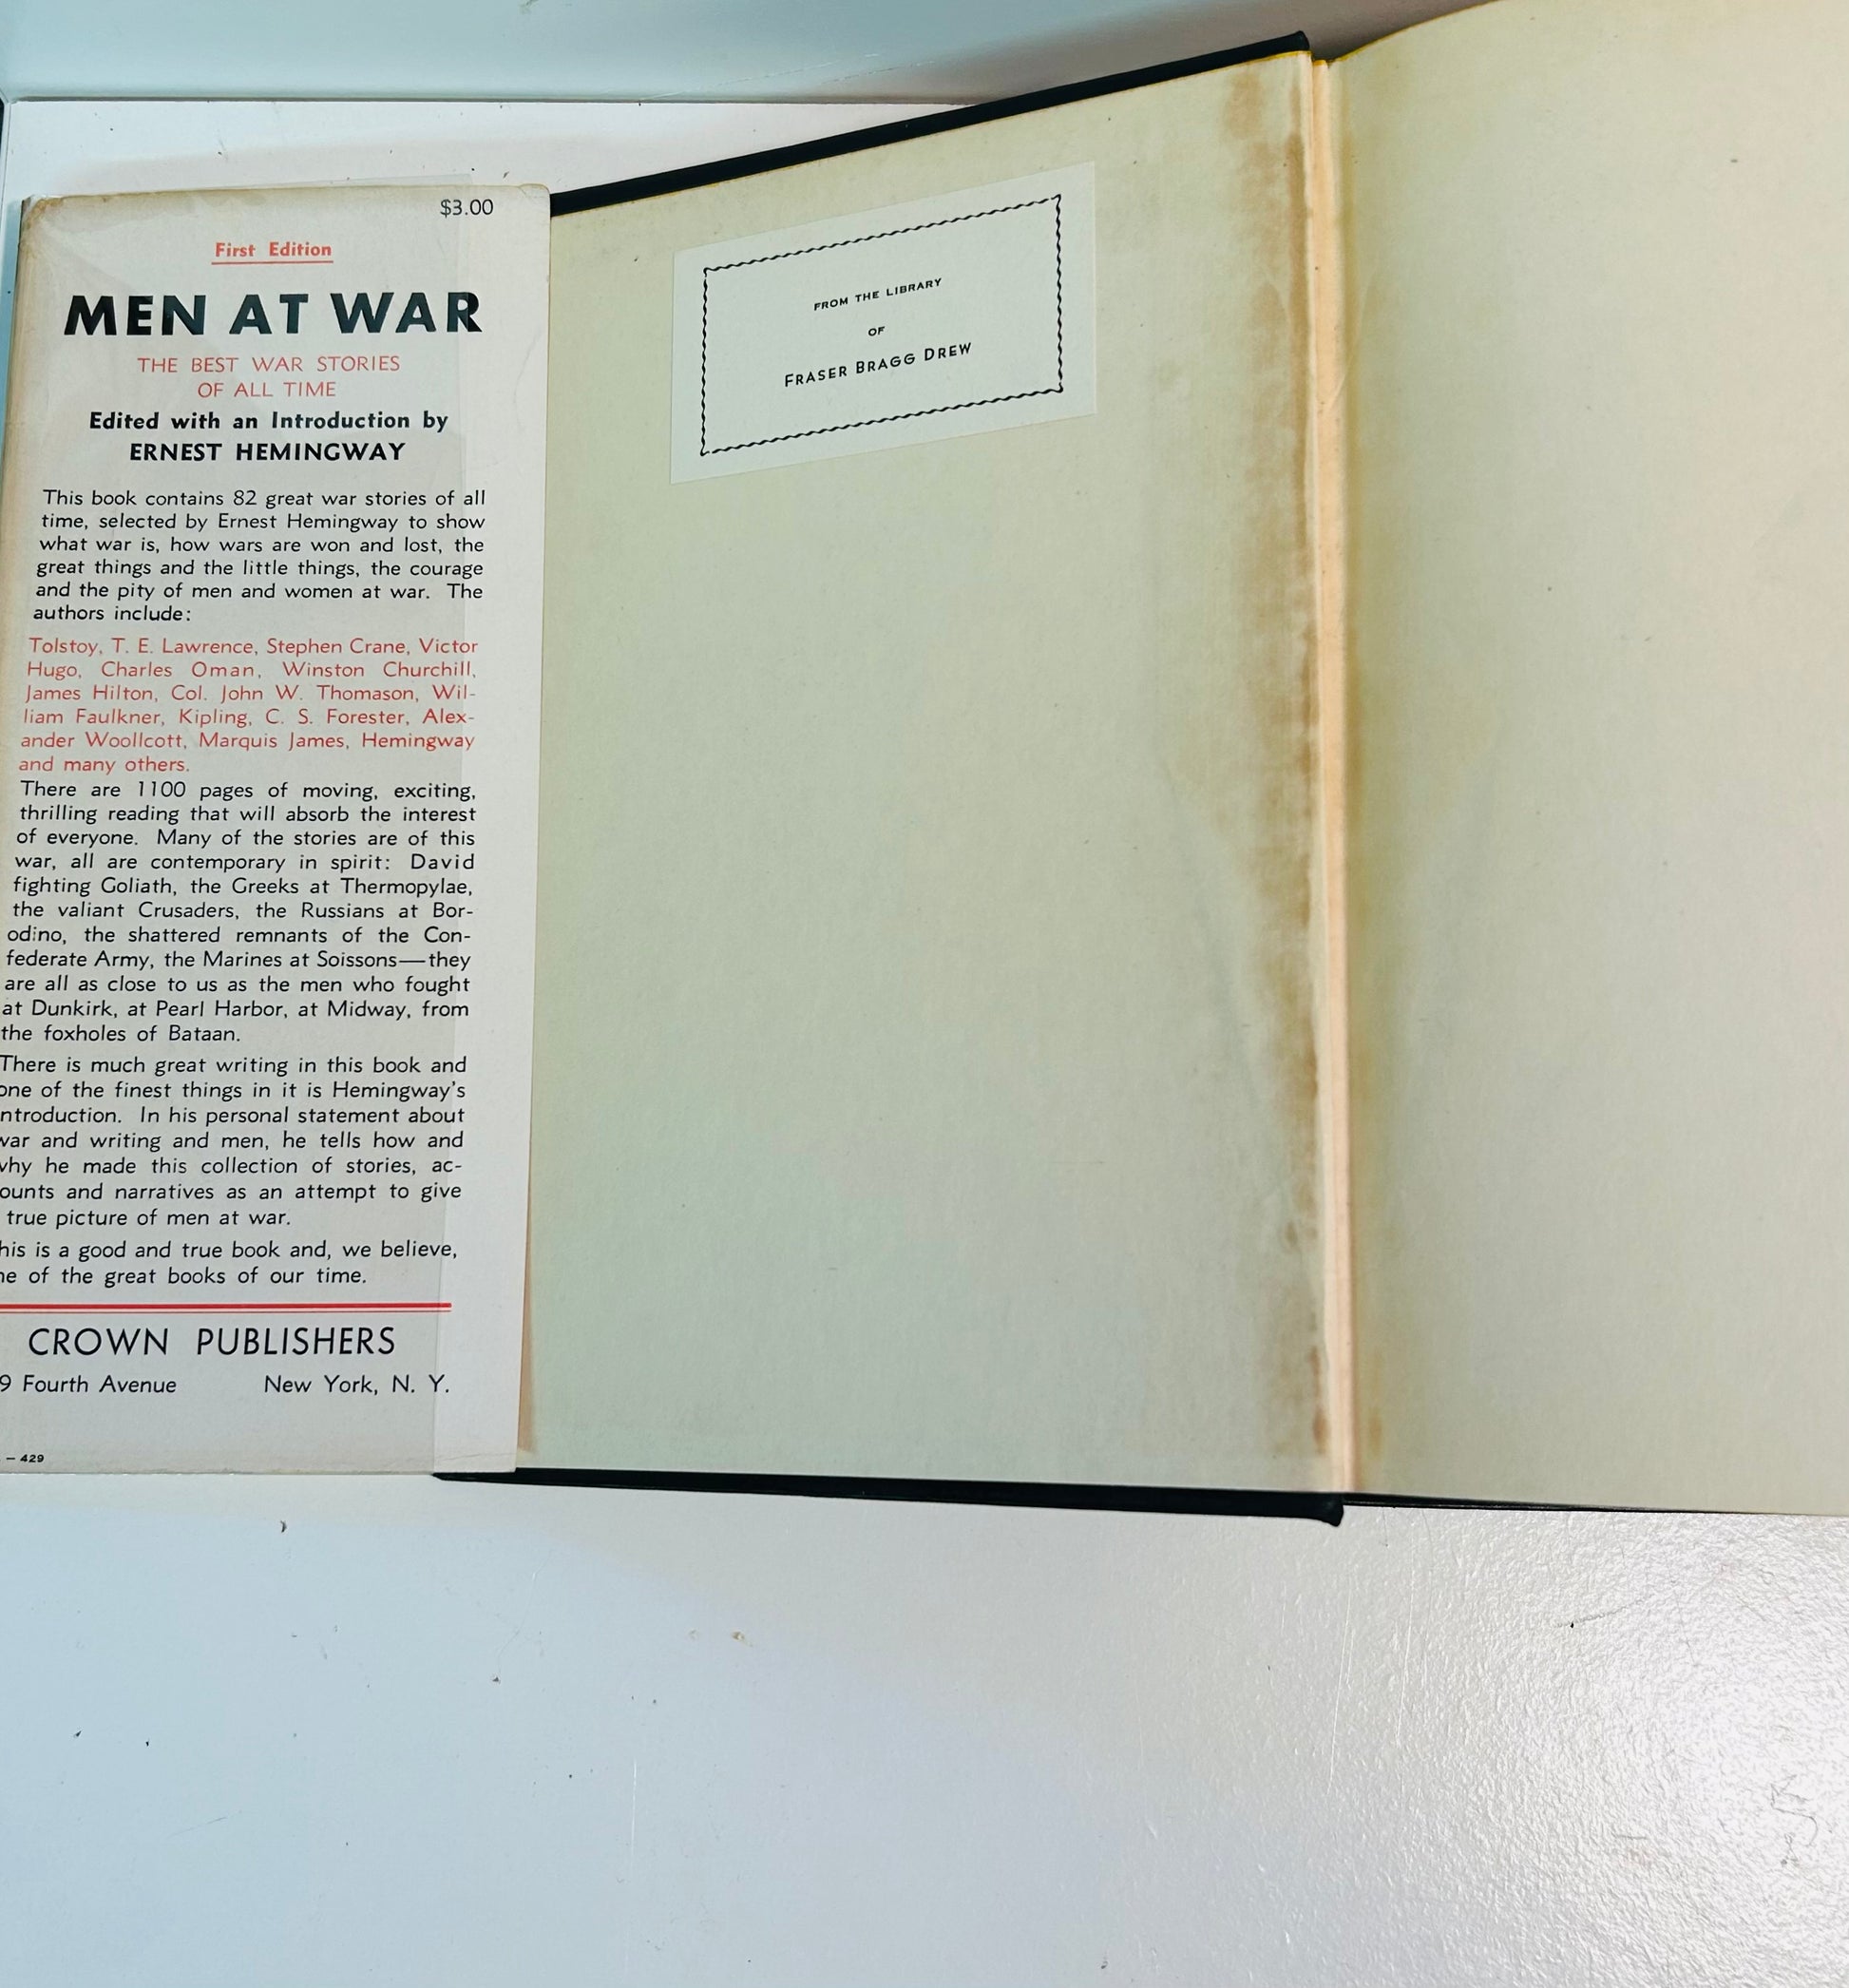 $3.00
First Edition
MEN AT WAR
THE BEST WAR STORIES
OF ALL TIME
Edited with an Introduction by
ERNEST HEMINGWAY
This book contains 82 great war stories of all
time, selected by Ernest Hemingway to show
what war is, how wars are won and lost, the
great things and the little things, the courage
and the pity of men and women at war. The
authors include:
Tolstoy, T. E. Lawrence, Stephen Crane, Victor
Hugo, Charles Oman, Winston Churchill,
James Hilton, Col. John W. Thomason, Wil-
liam Faulkner, Kipling, C. S. Forester, Alex-
ander Woollcott, Marquis James, Hemingway
and many others.
There are 1100 pages of moving, exciting,
thrilling reading that will absorb the interest
of everyone. Many of the stories are of this
war, all are contemporary in spirit: David
fighting Goliath, the Greeks at Thermopylae,
the valiant Crusaders, the Russians at Bor-
odino, the shattered remnants of the Con-
federate Army, the Marines at Soissons—they
are all as close to us as the men who fought
at Dunkirk, at Pearl Harbor, at Midway, from
the foxholes of Bataan.
There is much great writing in this book and
one of the finest things in it is Hemingway's
ntroduction. In his personal statement about
war and writing and men, he tells how and
why he made this collection of stories, ac-
ounts and narratives as an attempt to give
true picture of men at war.
his is a good and true book and, we believe,
ne of the great books of our time.
CROWN PUBLISHERS
9 Fourth Avenue New York, N. Y.
– 429
FROM THE LIBRARY
OF
FRASER BRAGG DREW